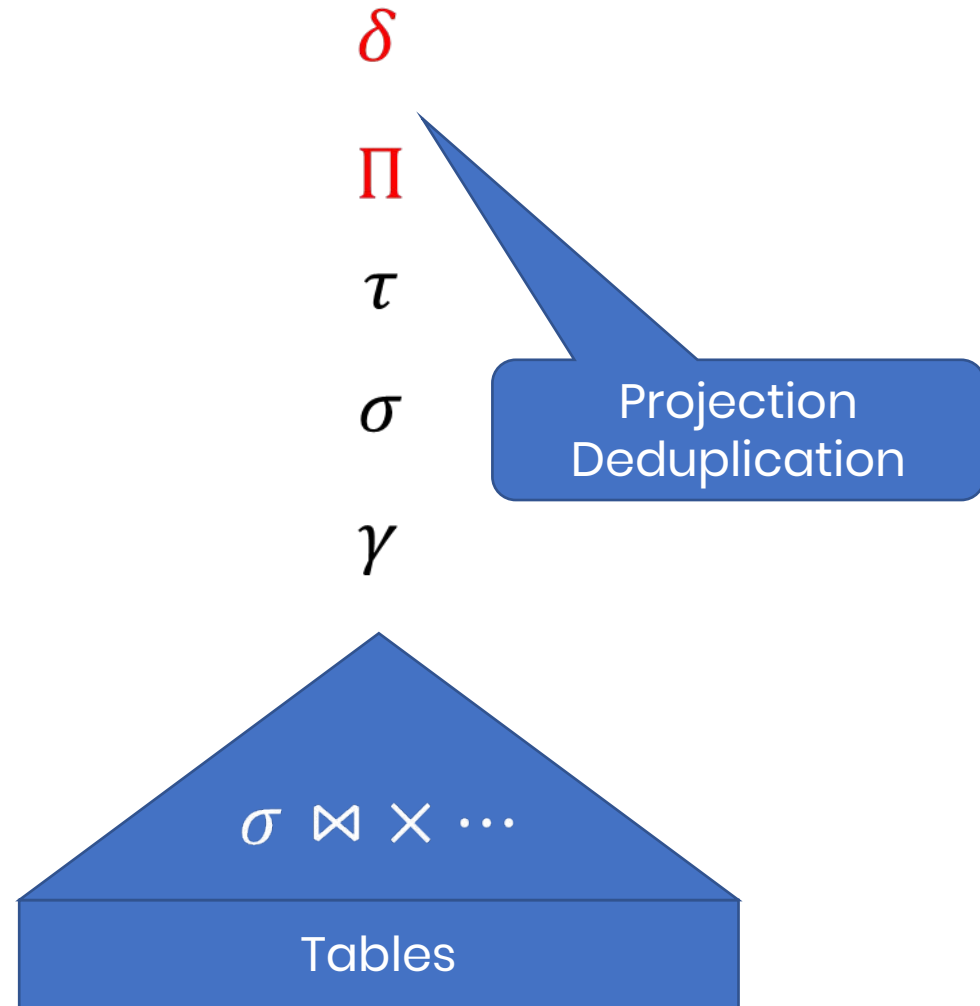 δ
Π
τ
σ
Projection
Deduplication
γ
σ ⋈ × ⋯
Tables